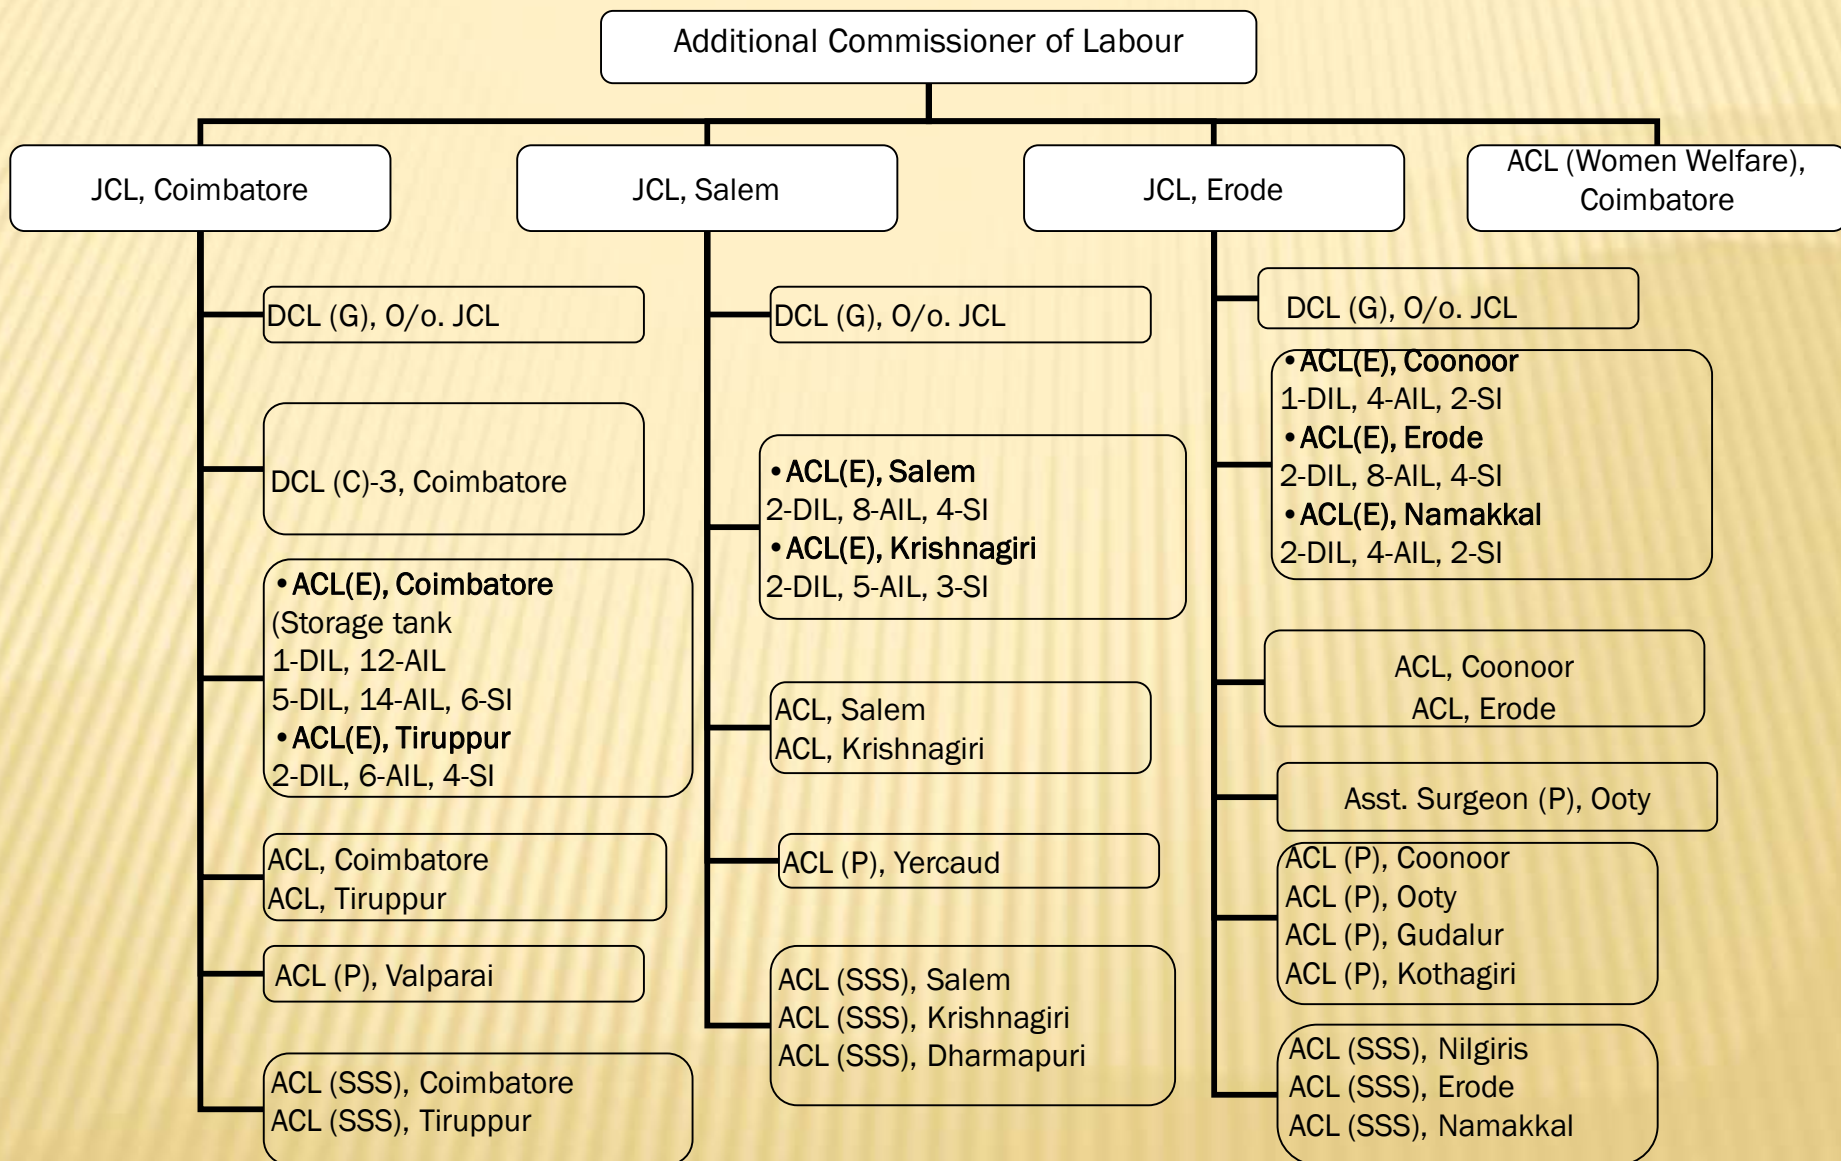 Additional Commissioner of Labour
JCL, Coimbatore
JCL, Salem
JCL, Erode
ACL (Women Welfare),
Coimbatore
DCL (G), O/o. JCL
DCL (C)-3, Coimbatore
•ACL(E), Coimbatore
(Storage tank
1-DIL, 12-AIL
5-DIL, 14-AIL, 6-SI
•ACL(E), Tiruppur
2-DIL, 6-AIL, 4-SI
ACL, Coimbatore
ACL, Tiruppur
ACL (P), Valparai
ACL (SSS), Coimbatore
ACL (SSS), Tiruppur
DCL (G), O/o. JCL
•ACL(E), Salem
2-DIL, 8-AIL, 4-SI
•ACL(E), Krishnagiri
2-DIL, 5-AIL, 3-SI
ACL, Salem
ACL, Krishnagiri
ACL (P), Yercaud
ACL (SSS), Salem
ACL (SSS), Krishnagiri
ACL (SSS), Dharmapuri
DCL (G), O/o. JCL
•ACL(E), Coonoor
1-DIL, 4-AIL, 2-SI
•ACL(E), Erode
2-DIL, 8-AIL, 4-SI
•ACL(E), Namakkal
2-DIL, 4-AIL, 2-SI
ACL, Coonoor
ACL, Erode
Asst. Surgeon (P), Ooty
ACL (P), Coonoor
ACL (P), Ooty
ACL (P), Gudalur
ACL (P), Kothagiri
ACL (SSS), Nilgiris
ACL (SSS), Erode
ACL (SSS), Namakkal